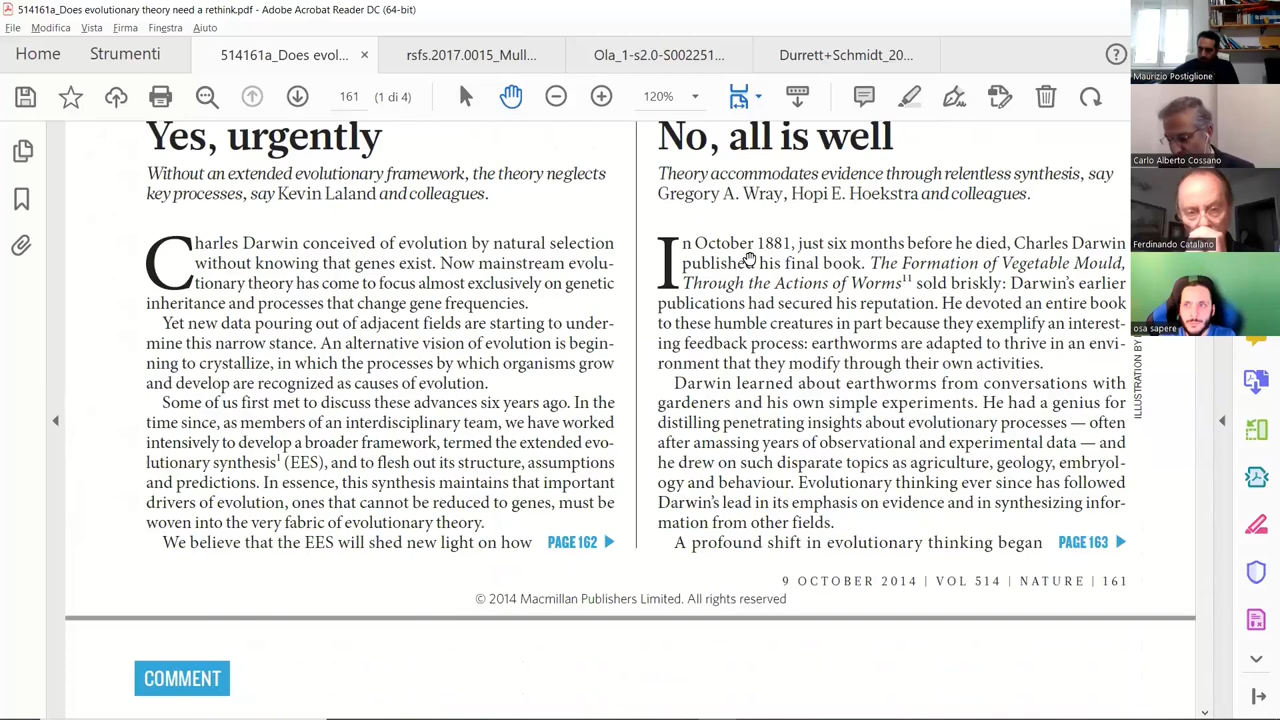 514161a_Does evolutionary theory need a rethink.pdf - Adobe Acrobat Reader DC (64-bit)
File Modifica Vista Firma Finestra Aiuto
Home Strumenti 514161a_Does evol... × rsfs.2017.0015-Mull... Ola_1-s2.0-S002251... Durrett+Schmidt_20...
161 (1 di 4) 120%
Yes, urgently
Without an extended evolutionary framework, the theory neglects
key processes, say Kevin Laland and colleagues.
Charles Darwin conceived of evolution by natural selection
without knowing that genes exist. Now mainstream evolu-
tionary theory has come to focus almost exclusively on genetic
inheritance and processes that change gene frequencies.
Yet new data pouring out of adjacent fields are starting to under-
mine this narrow stance. An alternative vision of evolution is begin-
ning to crystallize, in which the processes by which organisms grow
and develop are recognized as causes of evolution.
Some of us first met to discuss these advances six years ago. In the
time since, as members of an interdisciplinary team, we have worked
intensively to develop a broader framework, termed the extended evo-
lutionary synthesis1 (EES), and to flesh out its structure, assumptions
and predictions. In essence, this synthesis maintains that important
drivers of evolution, ones that cannot be reduced to genes, must be
woven into the very fabric of evolutionary theory.
We believe that the EES will shed new light on how PAGE 162
No, all is well
Theory accommodates evidence through relentless synthesis, say
Gregory A. Wray, Hopi E. Hoekstra and colleagues.
In October 1881, just six months before he died, Charles Darwin
published his final book. The Formation of Vegetable Mould,
Through the Actions of Worms11 sold briskly: Darwin's earlier
publications had secured his reputation. He devoted an entire book
to these humble creatures in part because they exemplify an interest-
ing feedback process: earthworms are adapted to thrive in an envi-
ronment that they modify through their own activities.
Darwin learned about earthworms from conversations with
gardeners and his own simple experiments. He had a genius for
distilling penetrating insights about evolutionary processes — often
after amassing years of observational and experimental data — and
he drew on such disparate topics as agriculture, geology, embryol-
ogy and behaviour. Evolutionary thinking ever since has followed
Darwin's lead in its emphasis on evidence and in synthesizing infor-
mation from other fields.
A profound shift in evolutionary thinking began PAGE 163
ILLUSTRATION BY
9 OCTOBER 2014 | VOL 514 | NATURE | 161
© 2014 Macmillan Publishers Limited. All rights reserved
COMMENT
Maurizio Postiglione
Carlo Alberto Cossano
Ferdinando Catalano
osa sapere